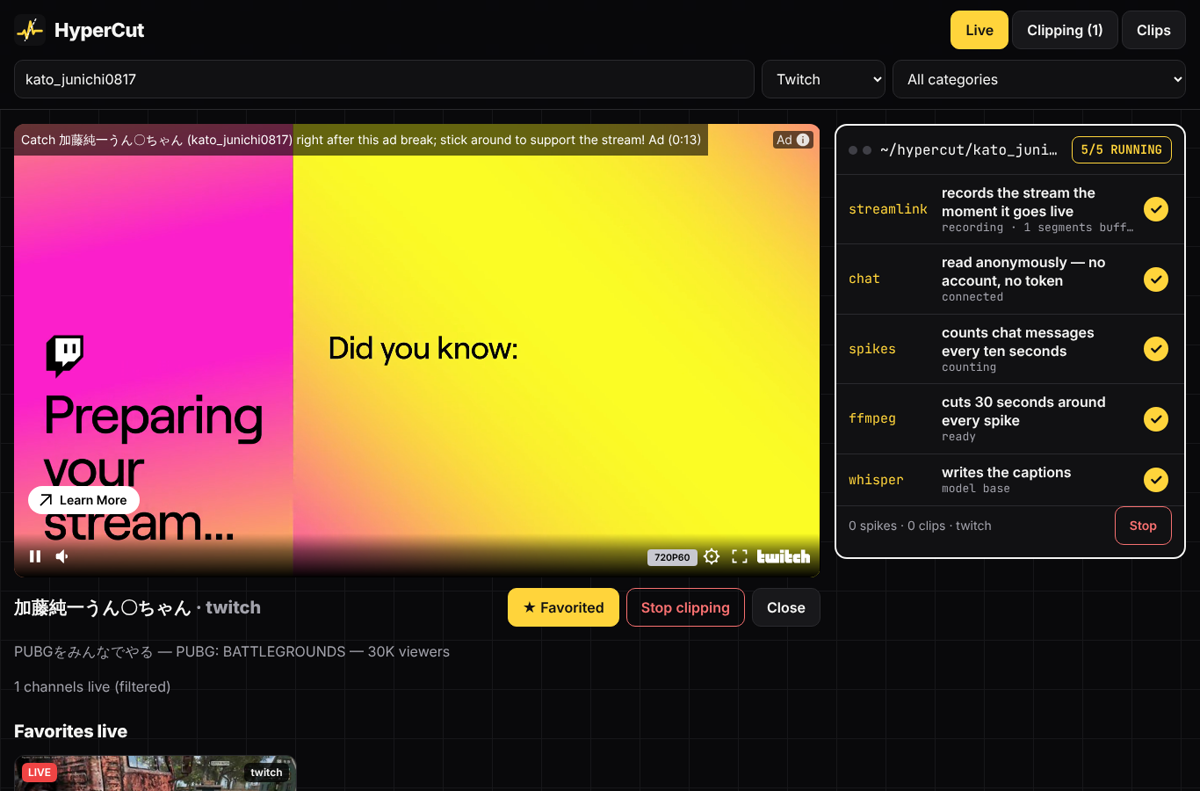 HyperCut
Live
Clipping (1)
Clips
kato_junichi0817
Twitch
All categories
Catch 加藤純一うん〇ちゃん (kato_junichi0817) right after this ad break; stick around to support the stream! Ad (0:13)
Ad
Preparing
your
stream...
Did you know:
Learn More
720P60
twitch
~/hypercut/kato_juni…
5/5 RUNNING
streamlink
records the stream the
moment it goes live
recording · 1 segments buff…
chat
read anonymously — no
account, no token
connected
spikes
counts chat messages
every ten seconds
counting
ffmpeg
cuts 30 seconds around
every spike
ready
whisper
writes the captions
model base
0 spikes · 0 clips · twitch
Stop
加藤純一うん〇ちゃん · twitch
★ Favorited
Stop clipping
Close
PUBGをみんなでやる — PUBG: BATTLEGROUNDS — 30K viewers
1 channels live (filtered)
Favorites live
LIVE
twitch